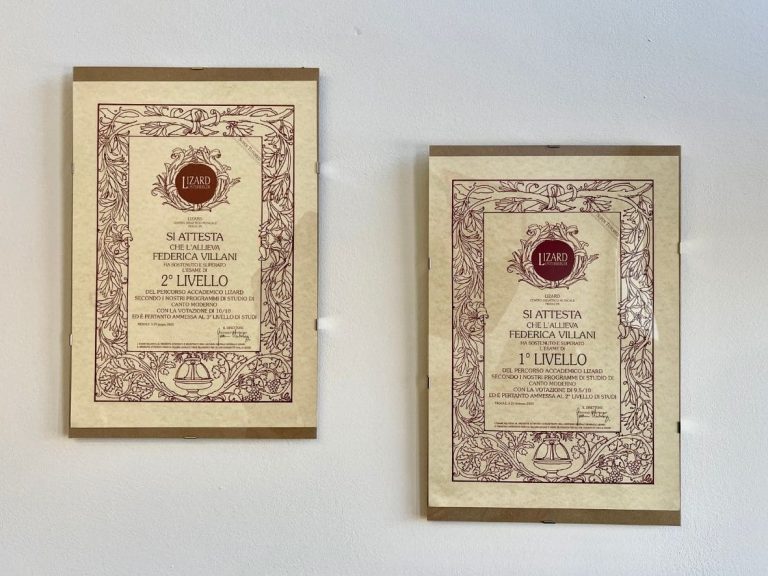 LIZARD
LIZARD
SI ATTESTA
CHE L'ALLIEVA
FEDERICA VILLANI
HA SOSTENUTO E SUPERATO
L'ESAME DI
2° LIVELLO
DEL PERCORSO ACCADEMICO LIZARD
SECONDO I NOSTRI PROGRAMMI DI STUDIO DI
CANTO MODERNO
CON LA VOTAZIONE DI 10/10
ED È PERTANTO AMMESSA AL 3° LIVELLO DI STUDI
IL DIRETTORE
LIZARD
LIZARD
SI ATTESTA
CHE L'ALLIEVA
FEDERICA VILLANI
HA SOSTENUTO E SUPERATO
L'ESAME DI
1° LIVELLO
DEL PERCORSO ACCADEMICO LIZARD
SECONDO I NOSTRI PROGRAMMI DI STUDIO DI
CANTO MODERNO
CON LA VOTAZIONE DI 9.5/10
ED È PERTANTO AMMESSA AL 2° LIVELLO DI STUDI
IL DIRETTORE